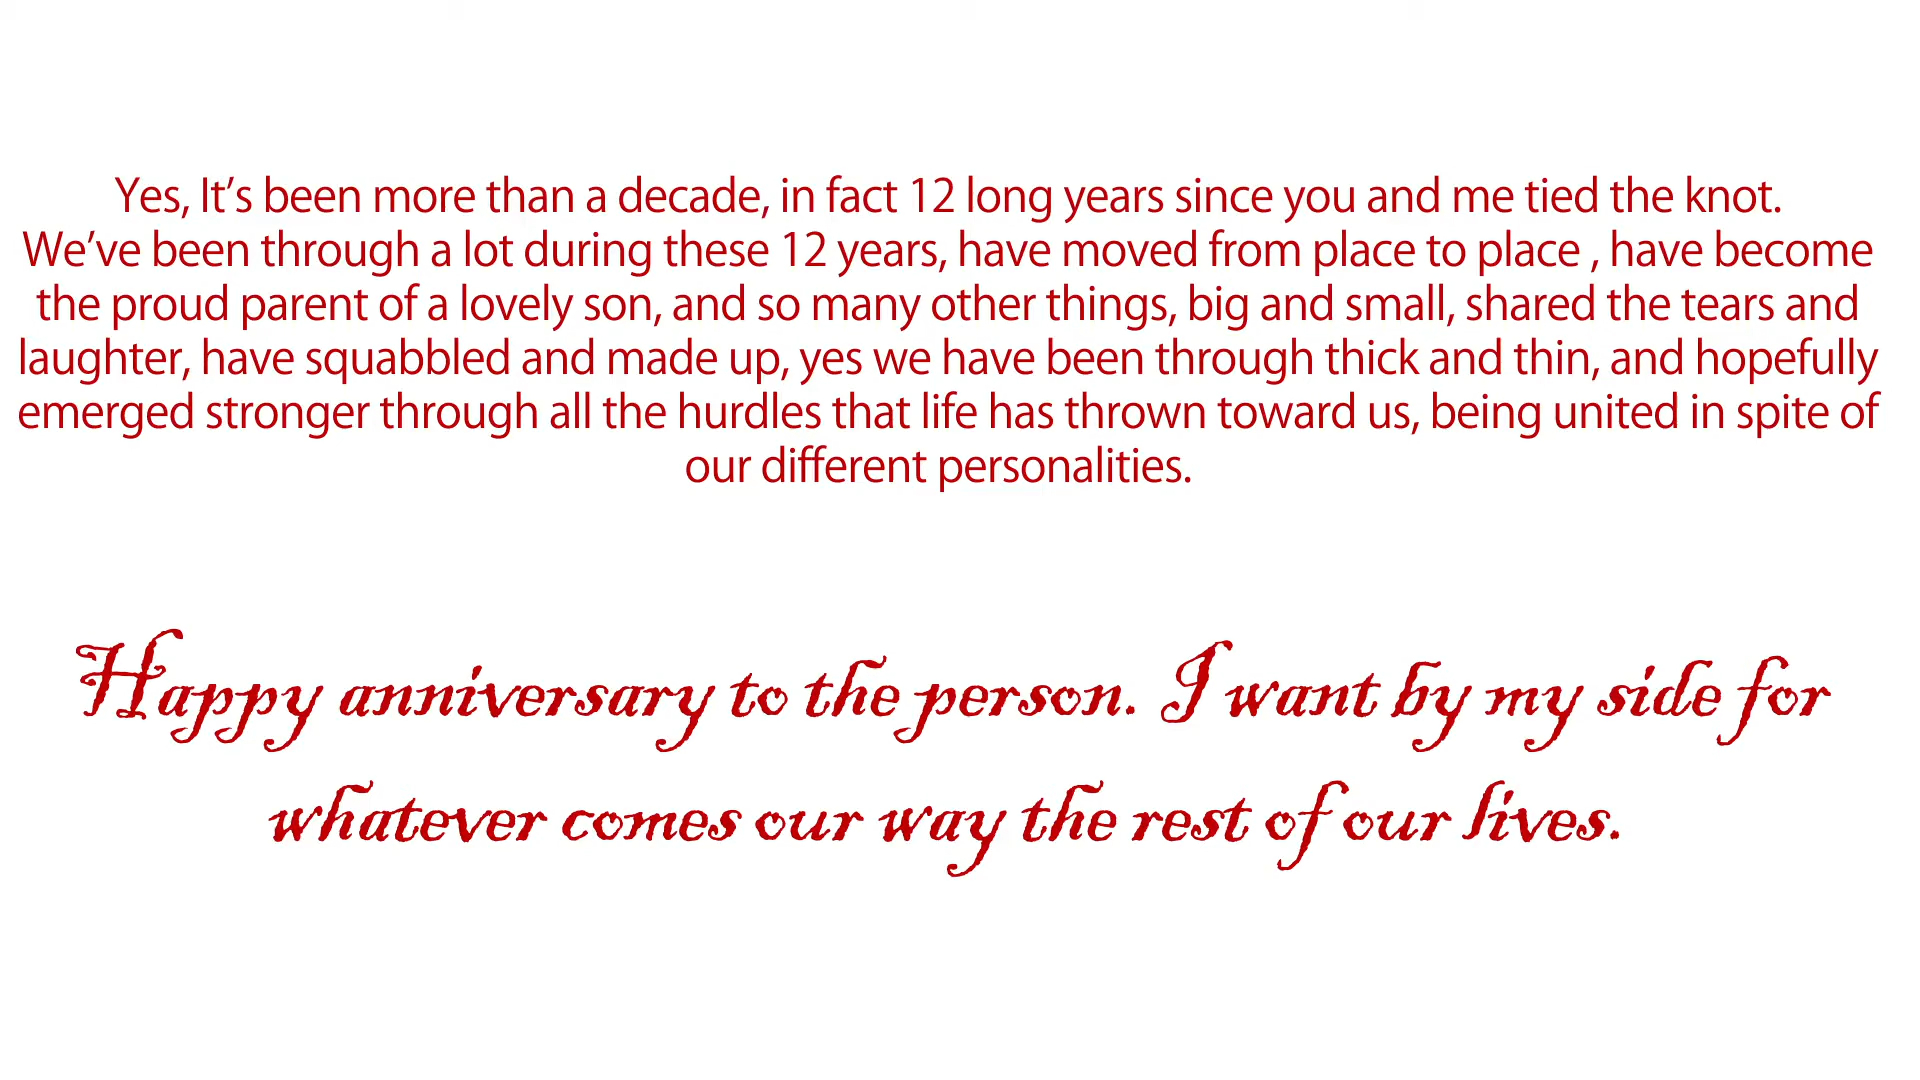 Yes, It’s been more than a decade, in fact 12 long years since you and me tied the knot.
We’ve been through a lot during these 12 years, have moved from place to place , have become
the proud parent of a lovely son, and so many other things, big and small, shared the tears and
laughter, have squabbled and made up, yes we have been through thick and thin, and hopefully
emerged stronger through all the hurdles that life has thrown toward us, being united in spite of
our different personalities.
Happy anniversary to the person. I want by my side for
whatever comes our way the rest of our lives.